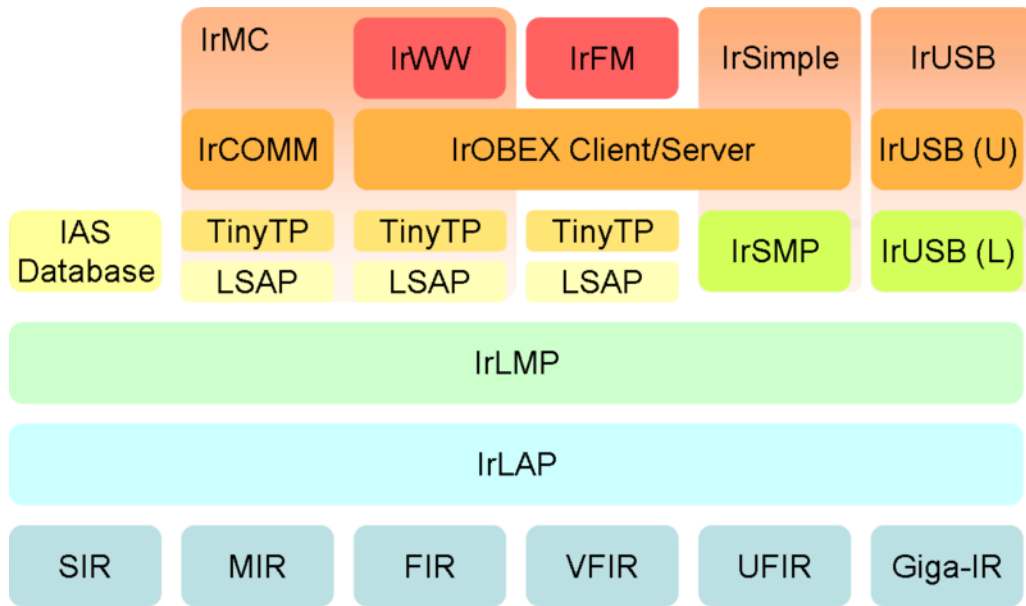 IrMC
IrWW
IrFM
IrSimple
IrUSB
IrCOMM
IrOBEX Client/Server
IrUSB (U)
IAS
Database
TinyTP
TinyTP
TinyTP
IrSMP
IrUSB (L)
LSAP
LSAP
LSAP
IrLMP
IrLAP
SIR
MIR
FIR
VFIR
UFIR
Giga-IR